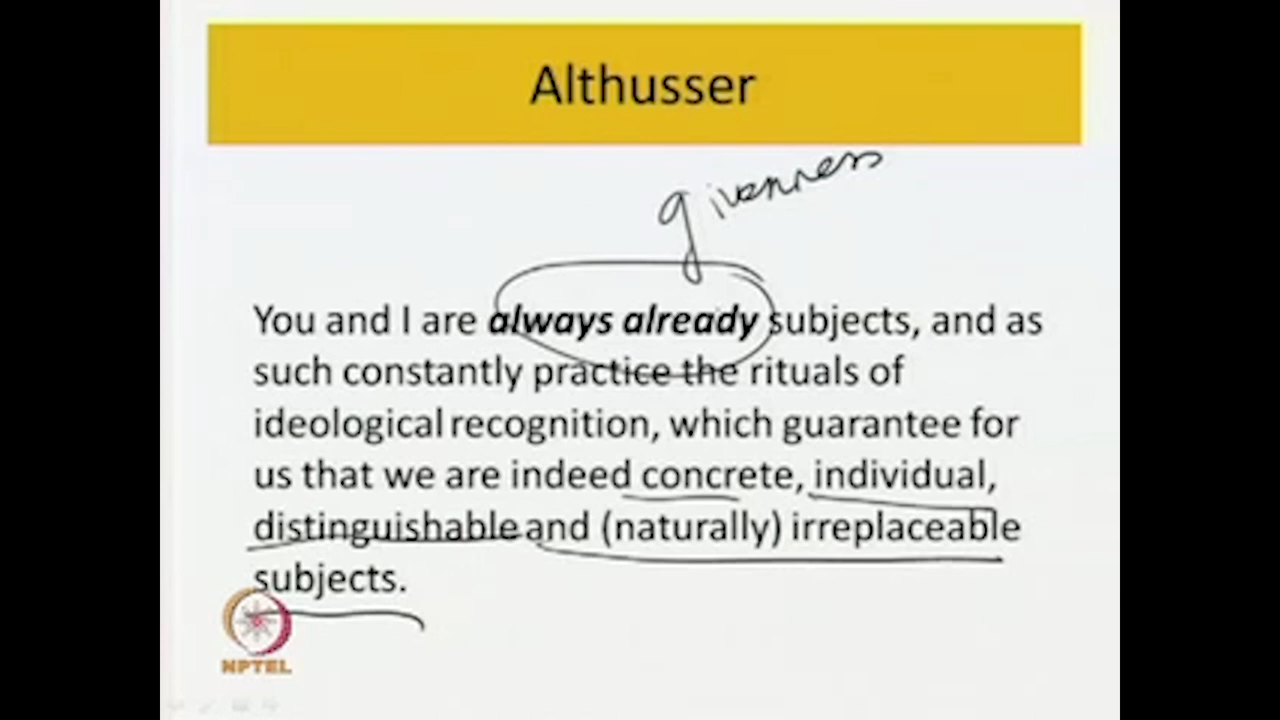 Althusser
givenness
You and I are always already subjects, and as
such constantly practice the rituals of
ideological recognition, which guarantee for
us that we are indeed concrete, individual,
distinguishable and (naturally) irreplaceable
subjects.
NPTEL